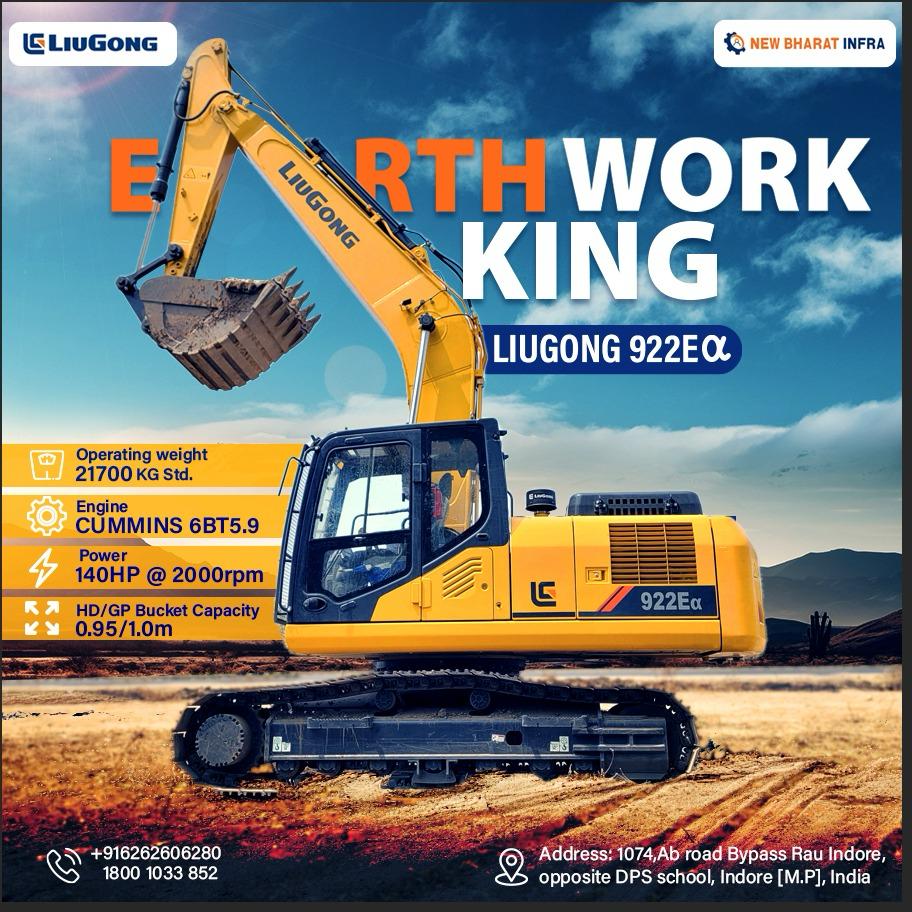 LIUGONG
NEW BHARAT INFRA
E RTH WORK
KING
LIUGONG
LIUGONG 922Eα
Operating weight
21700 KG Std.
Engine
CUMMINS 6BT5.9
Power
140HP @ 2000rpm
HD/GP Bucket Capacity
0.95/1.0m
LIUGONG
922Eα
+916262606280
1800 1033 852
Address: 1074,Ab road Bypass Rau Indore,
opposite DPS school, Indore [M.P], India